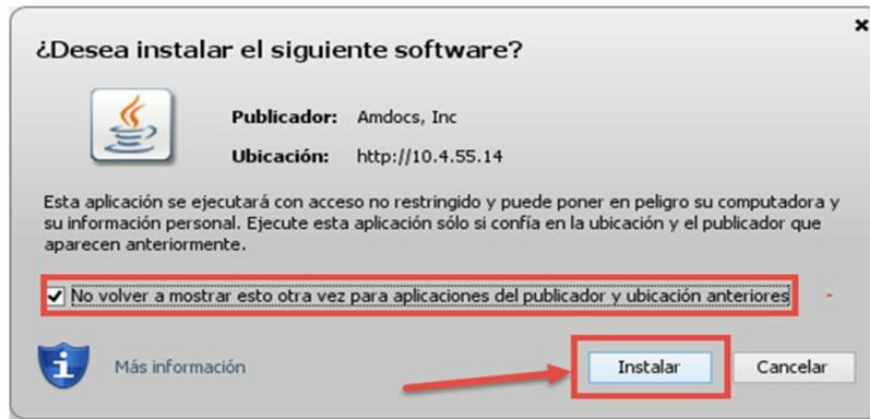 ¿Desea instalar el siguiente software?
Publicador: Amdocs, Inc
Ubicación: http://10.4.55.14
Esta aplicación se ejecutará con acceso no restringido y puede poner en peligro su computadora y
su información personal. Ejecute esta aplicación sólo si confía en la ubicación y el publicador que
aparecen anteriormente.
No volver a mostrar esto otra vez para aplicaciones del publicador y ubicación anteriores
Más información
Instalar
Cancelar